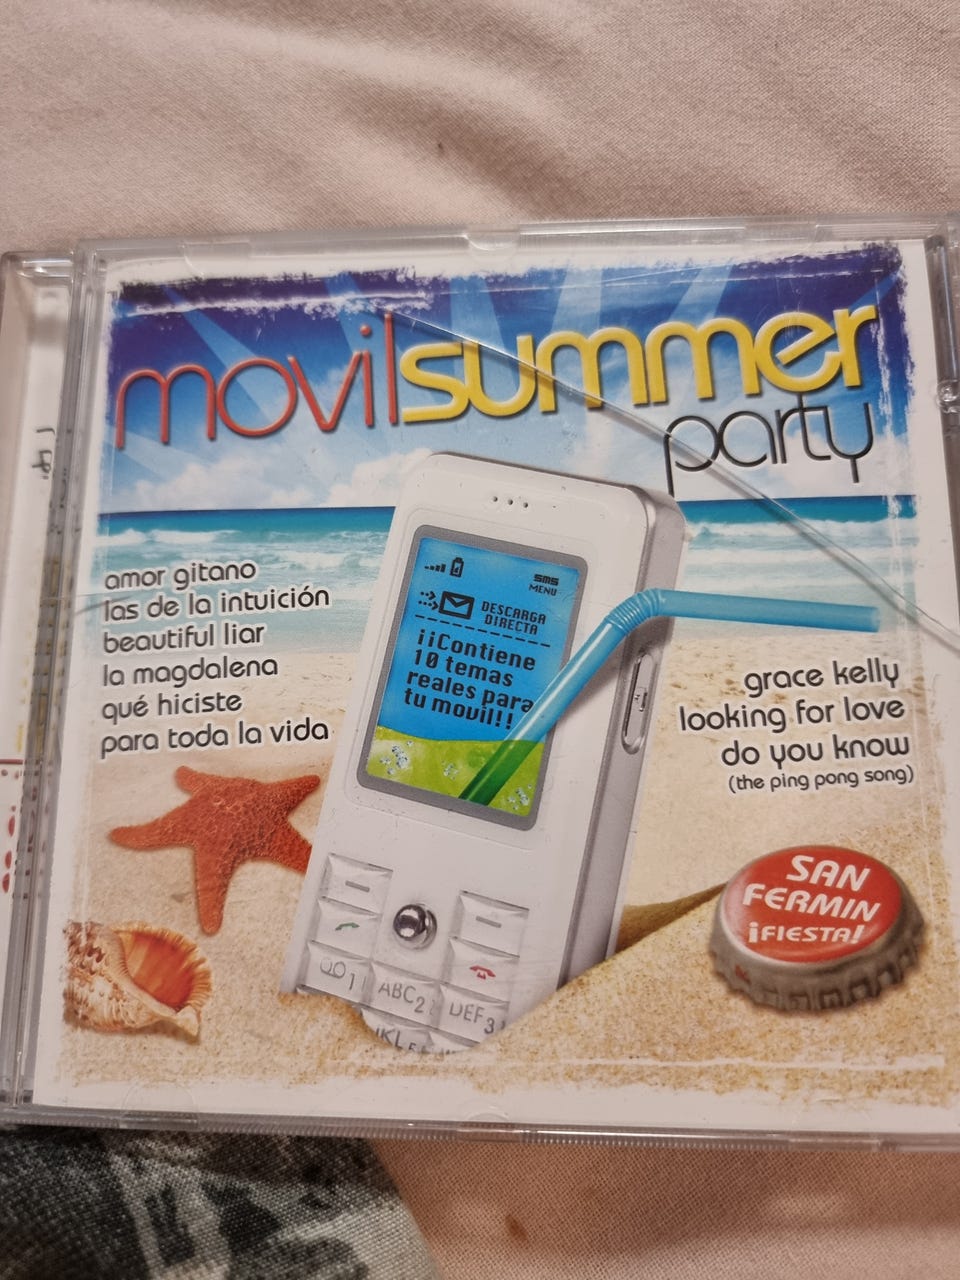 movilsummer
party
amor gitano
las de la intuición
beautiful liar
la magdalena
qué hiciste
para toda la vida
SMS
MENU
DESCARGA
DIRECTA
¡¡Contiene
10 temas
reales para
tu movil!!
grace kelly
looking for love
do you know
(the ping pong song)
SAN
FERMIN
¡FIESTA!
1
ABC2
DEF3
JKL5